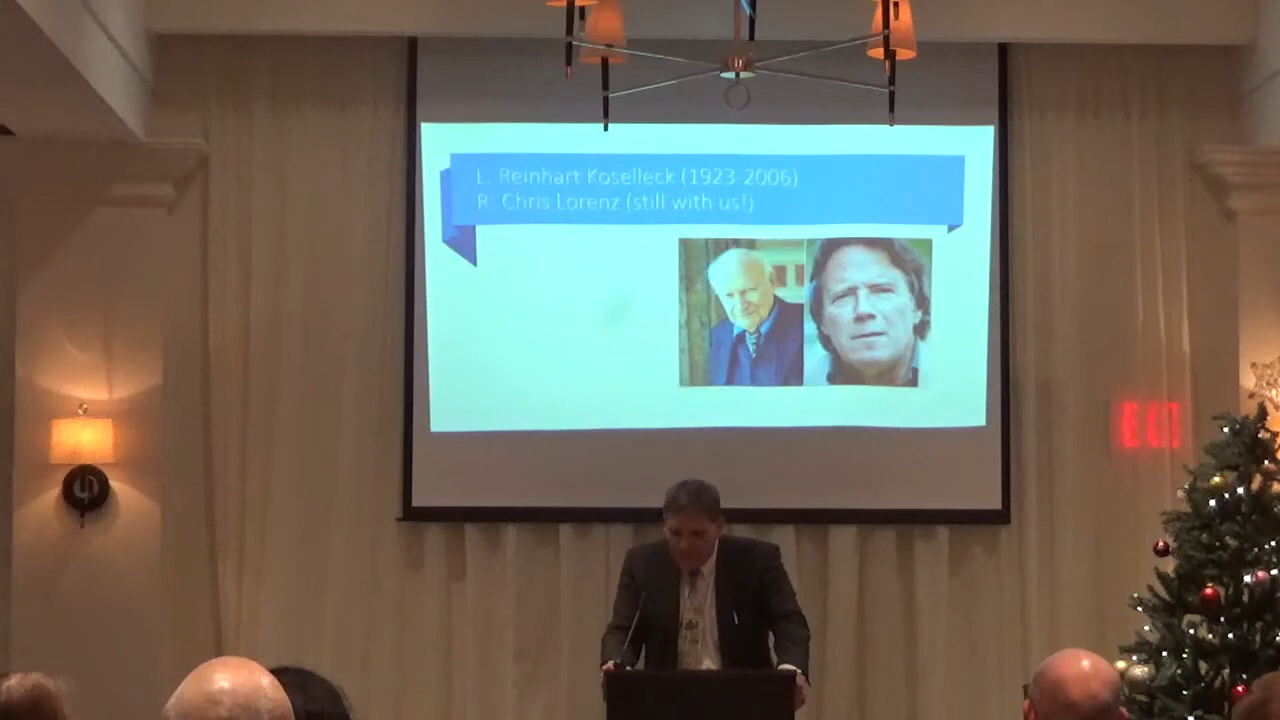 L. Reinhart Koselleck (1923-2006)
R. Chris Lorenz (still with us!)
EXIT